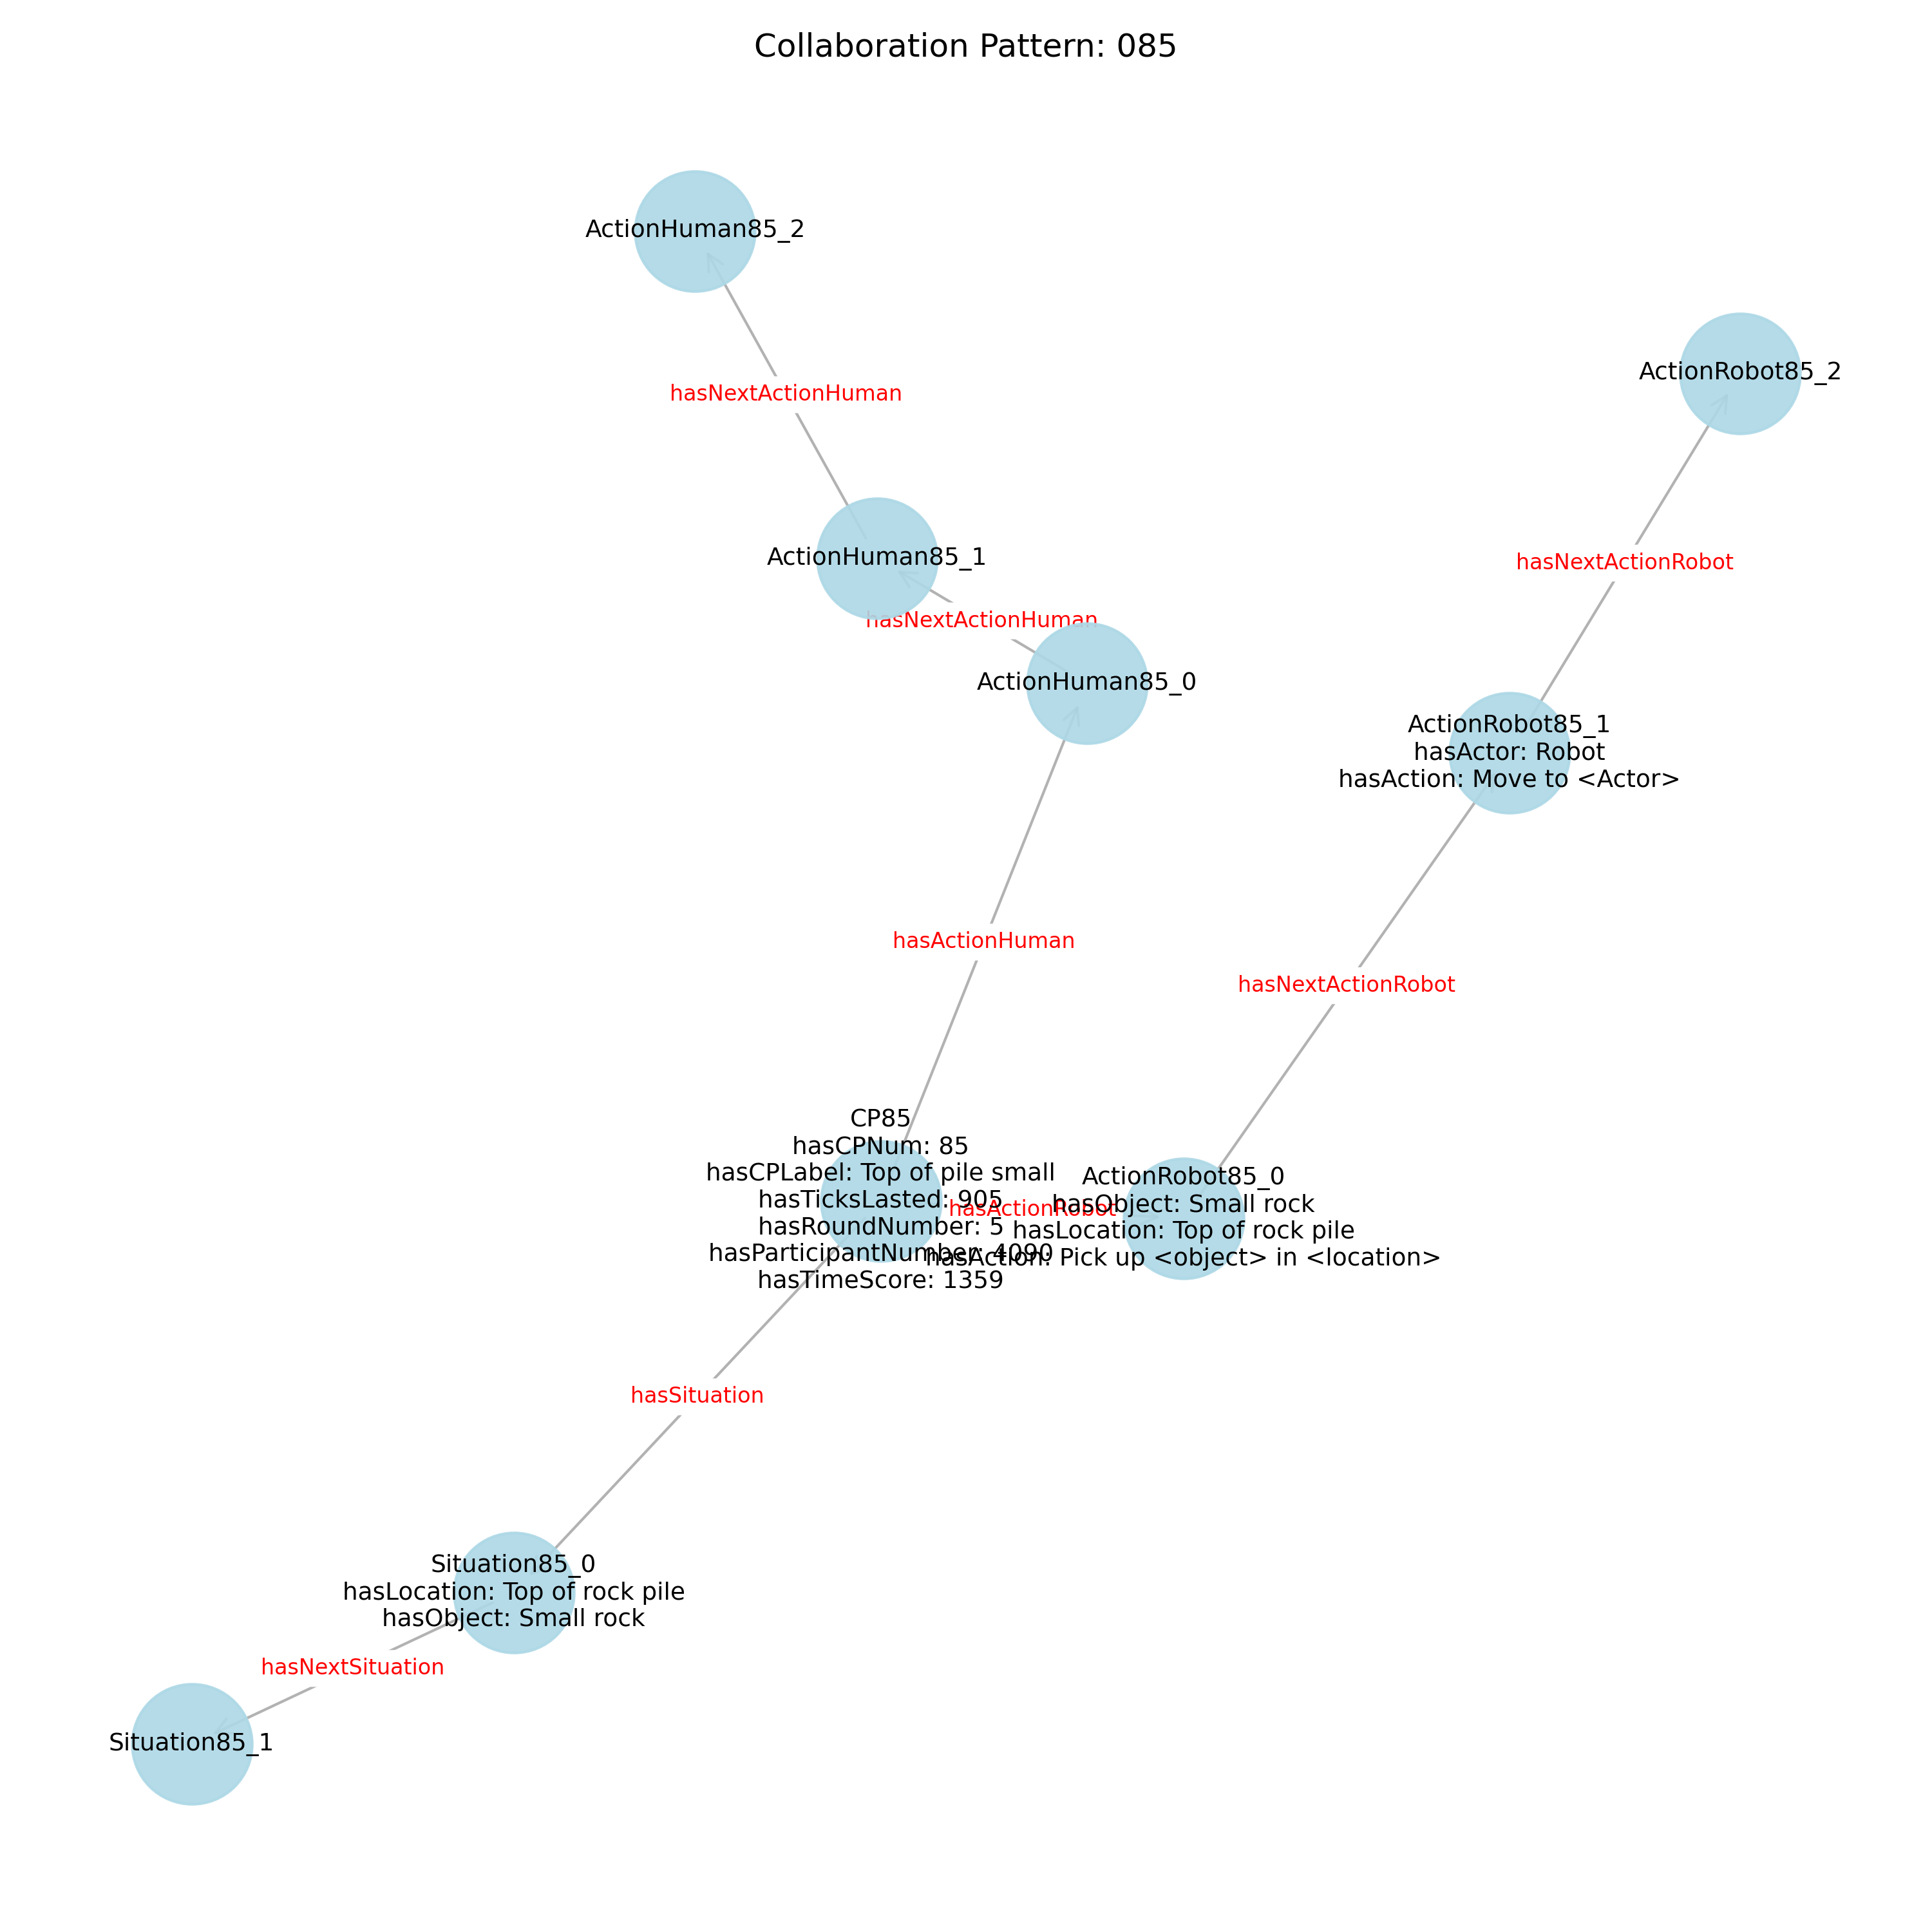 Collaboration Pattern: 085
ActionHuman85_2
ActionRobot85_2
hasNextActionHuman
hasNextActionRobot
ActionHuman85_1
hasNextActionHuman
ActionHuman85_0
ActionRobot85_1
hasActor: Robot
hasAction: Move to <Actor>
hasActionHuman
hasNextActionRobot
CP85
hasCPNum: 85
hasCPLabel: Top of pile small
hasTicksLasted: 905
hasRoundNumber: 5
hasParticipantNumber: 4090
hasTimeScore: 1359
hasActionRobot
ActionRobot85_0
hasObject: Small rock
hasLocation: Top of rock pile
hasAction: Pick up <object> in <location>
hasSituation
Situation85_0
hasLocation: Top of rock pile
hasObject: Small rock
hasNextSituation
Situation85_1